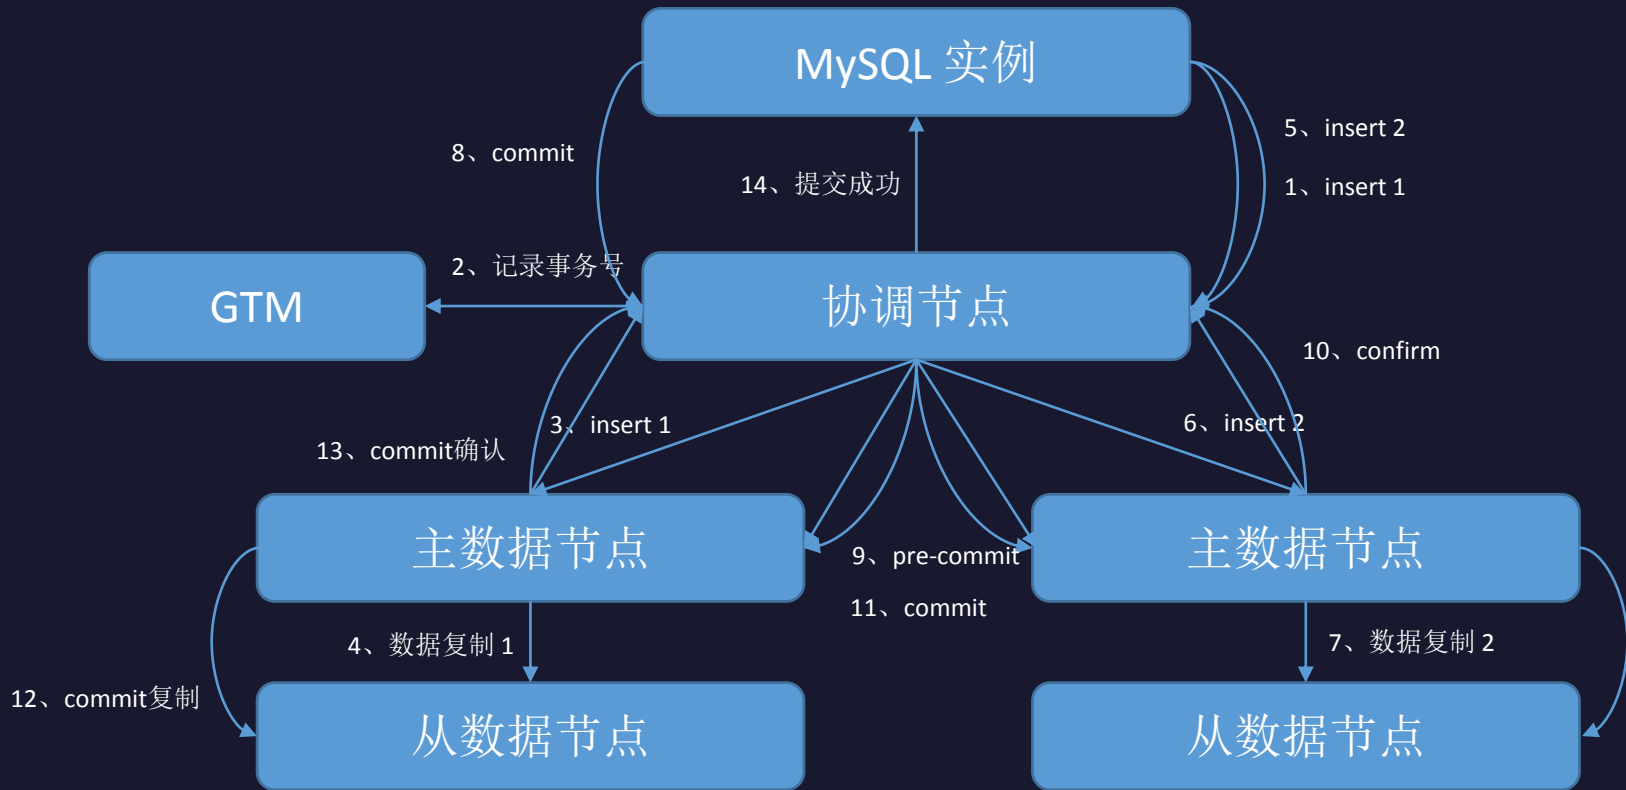 MySQL 实例
5、insert 2
8、commit
14、提交成功
1、insert 1
2、记录事务号
GTM
协调节点
10、confirm
3、insert 1
6、insert 2
13、commit确认
主数据节点
9、pre-commit
主数据节点
11、commit
4、数据复制 1
7、数据复制 2
12、commit复制
从数据节点
从数据节点